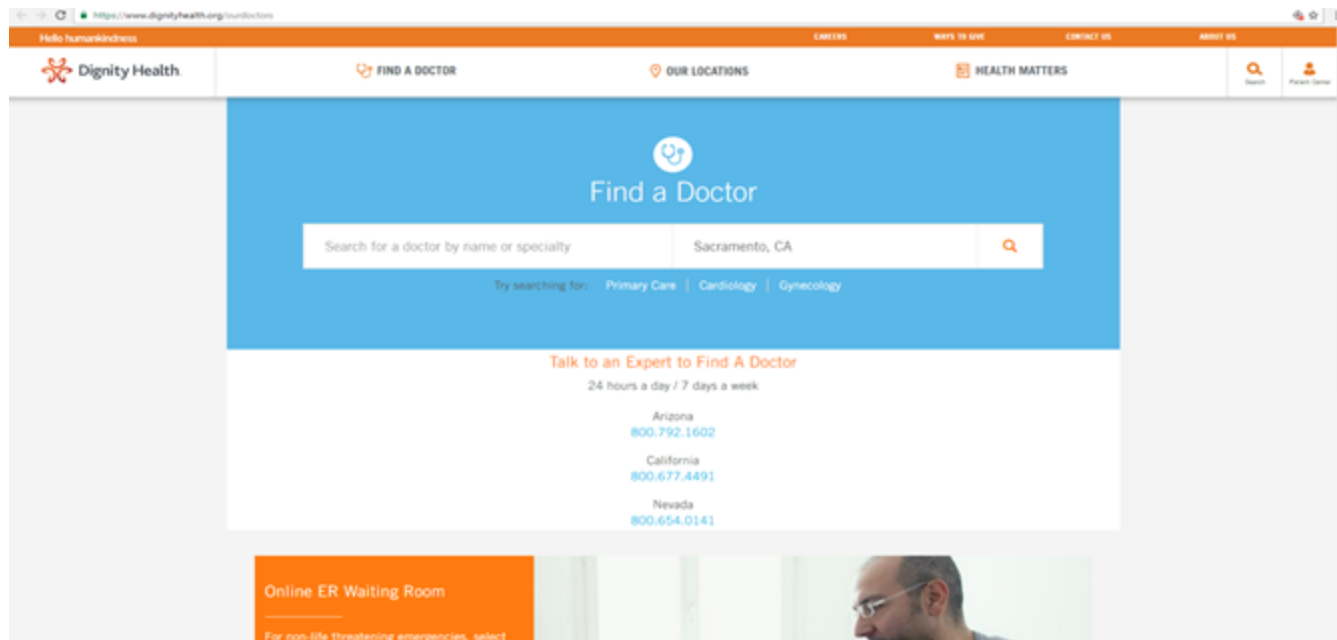 https://www.dignityhealth.org/ourdoctors
Hello humankindness
CAREERS
WAYS TO GIVE
CONTACT US
ABOUT US
Dignity Health
FIND A DOCTOR
OUR LOCATIONS
HEALTH MATTERS
Search
Patient Center
Find a Doctor
Search for a doctor by name or specialty
Sacramento, CA
Try searching for: Primary Care | Cardiology | Gynecology
Talk to an Expert to Find A Doctor
24 hours a day / 7 days a week
Arizona
800.792.1602
California
800.677.4491
Nevada
800.654.0141
Online ER Waiting Room
For non-life threatening emergencies, select